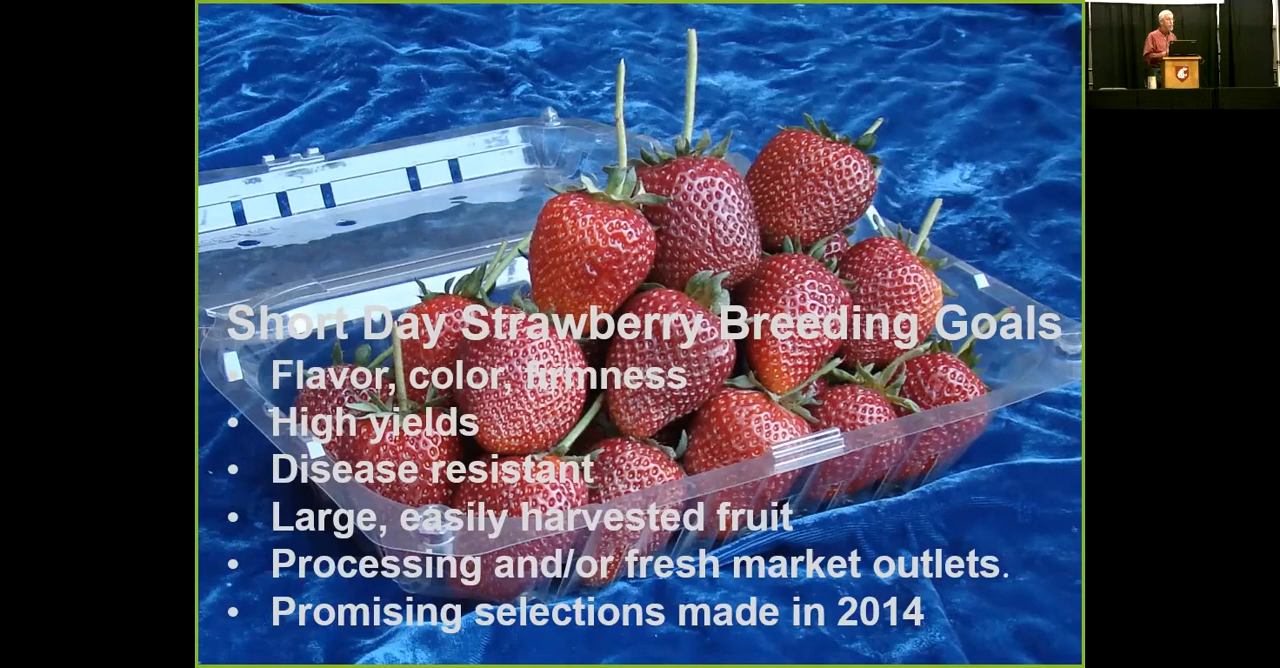 Short Day Strawberry Breeding Goals
Flavor, color, firmness
• High yields
• Disease resistant
• Large, easily harvested fruit
• Processing and/or fresh market outlets.
• Promising selections made in 2014